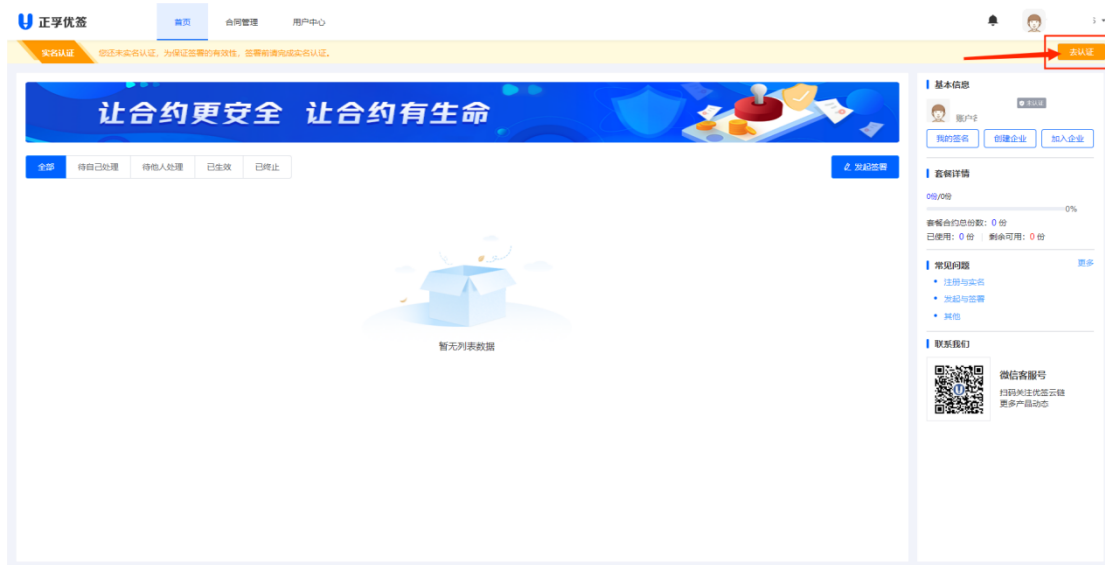 正孚优签
首页 合同管理 用户中心
实名认证 您还未实名认证，为保证签署的有效性，签署前请完成实名认证。 去认证
让合约更安全 让合约有生命
全部 待自己处理 待他人处理 已生效 已终止 发起签署
暂无列表数据
基本信息
未认证
账户名
我的签名 创建企业 加入企业
套餐详情
0份/0份
0%
套餐合约总份数：0 份
已使用：0 份 剩余可用：0 份
常见问题 更多
注册与实名
发起与签署
其他
联系我们
微信客服号
扫码关注优签云链
更多产品动态